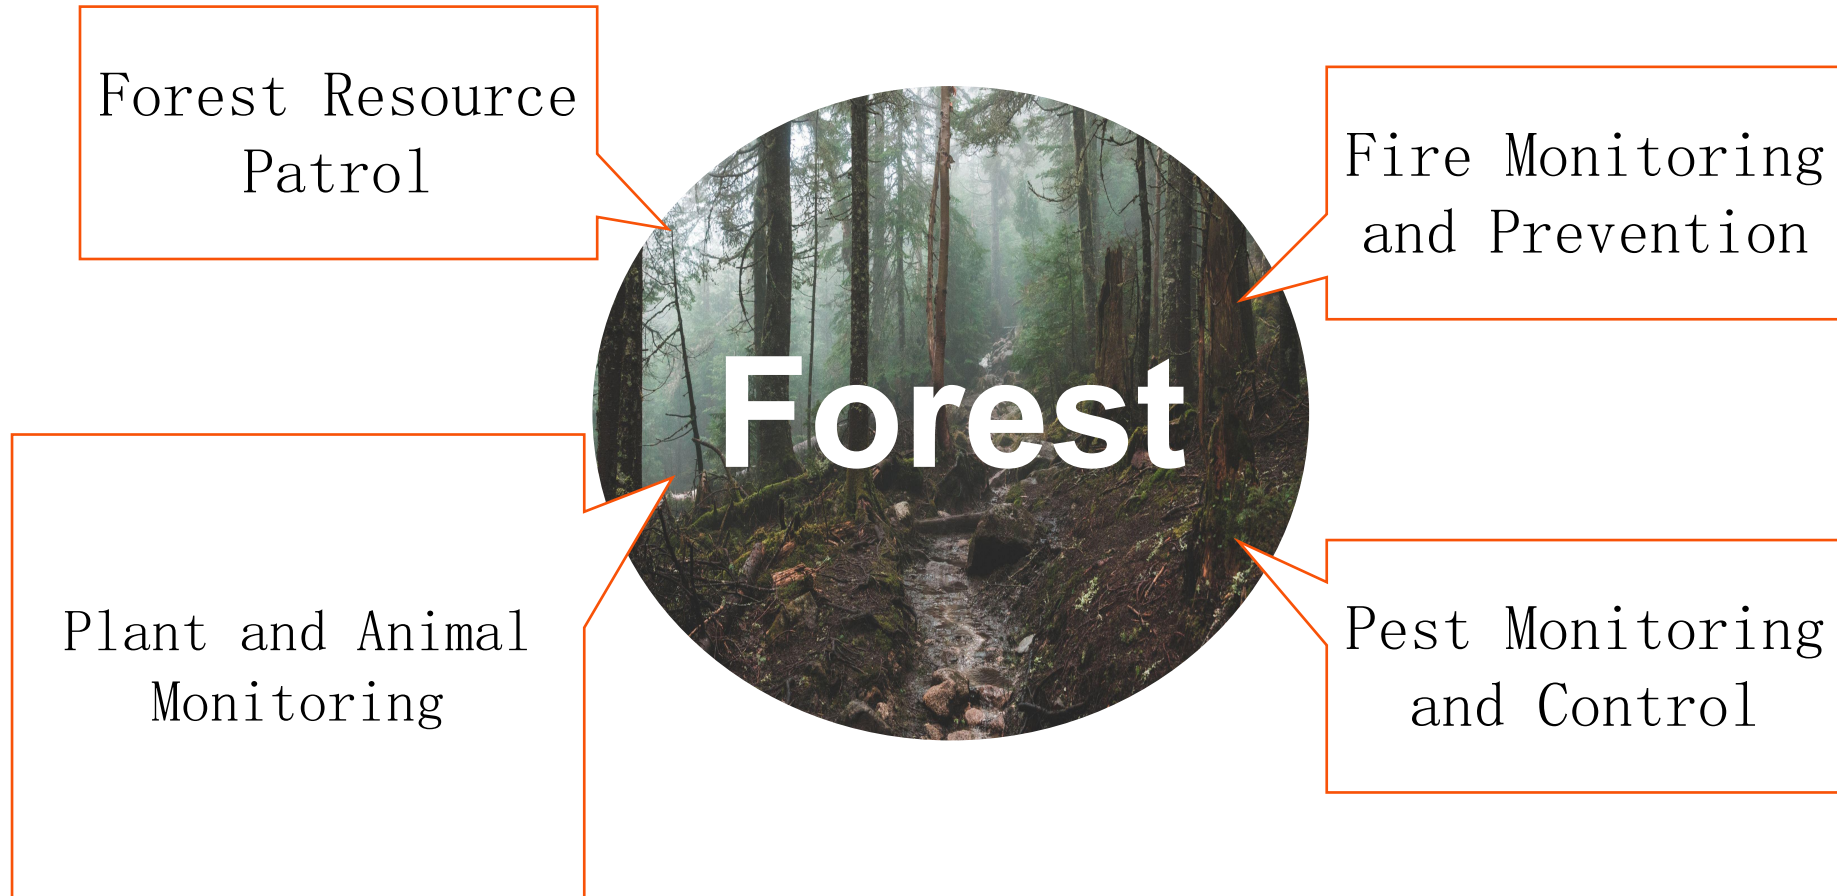 Forest Resource
Patrol
Fire Monitoring
and Prevention
Forest
Plant and Animal
Monitoring
Pest Monitoring
and Control